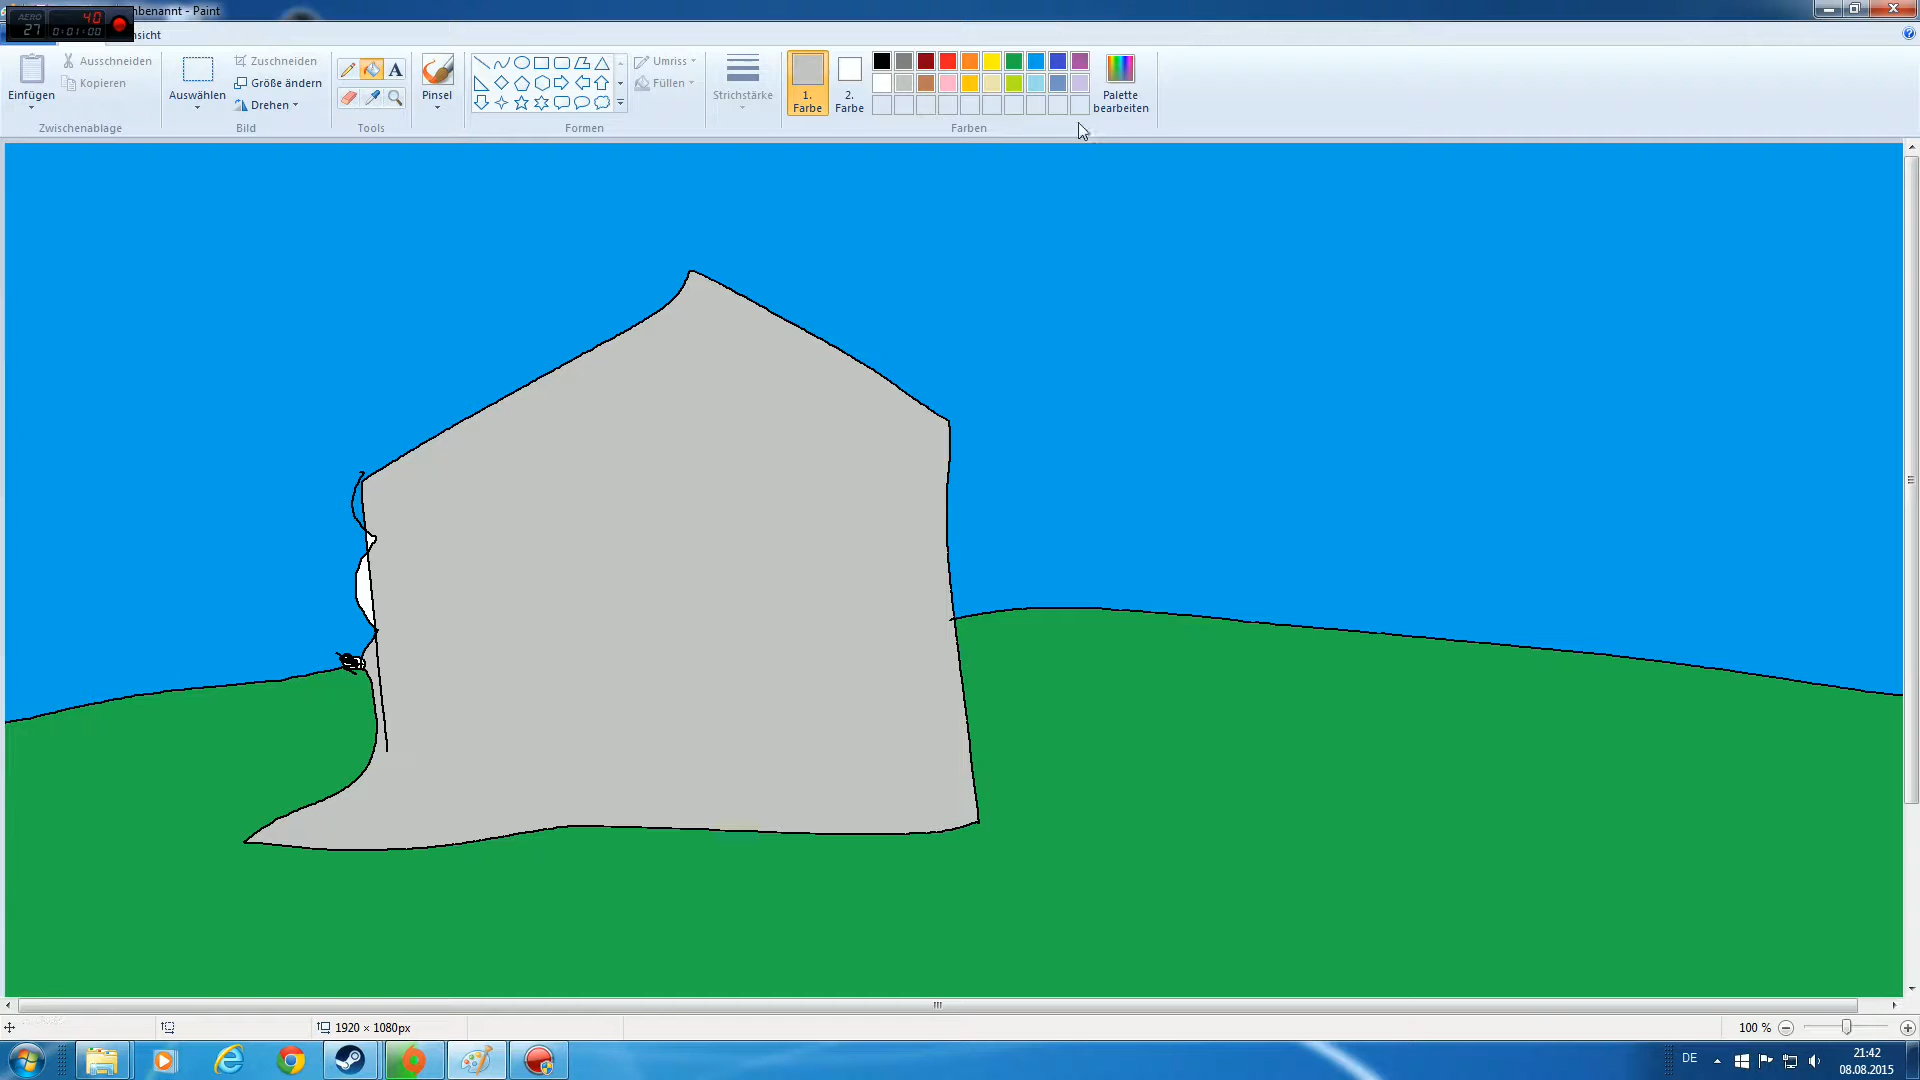 AERO
27
40
0:01:00
nbenannt - Paint
nsicht
Einfügen
Ausschneiden
Kopieren
Zwischenablage
Auswählen
Zuschneiden
Größe ändern
Drehen
Bild
A
Tools
Pinsel
Formen
Umriss
Füllen
Strichstärke
1.
Farbe
2.
Farbe
Farben
Palette
bearbeiten
1920 × 1080px
100 %
DE
21:42
08.08.2015